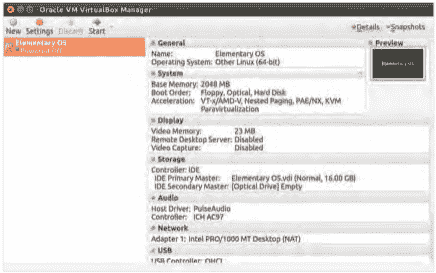 Oracle VM VirtualBox Manager
New Settings Discard Start
Details Snapshots
Elementary OS
Powered Off
General
Name: Elementary OS
Operating System: Other Linux (64-bit)
System
Base Memory: 2048 MB
Boot Order: Floppy, Optical, Hard Disk
Acceleration: VT-x/AMD-V, Nested Paging, PAE/NX, KVM
Paravirtualization
Display
Video Memory: 23 MB
Remote Desktop Server: Disabled
Video Capture: Disabled
Storage
Controller: IDE
IDE Primary Master: Elementary OS.vdi (Normal, 16.00 GB)
IDE Secondary Master: [Optical Drive] Empty
Audio
Host Driver: PulseAudio
Controller: ICH AC97
Network
Adapter 1: Intel PRO/1000 MT Desktop (NAT)
USB
USB Controller: OHCI
Preview
Elementary OS